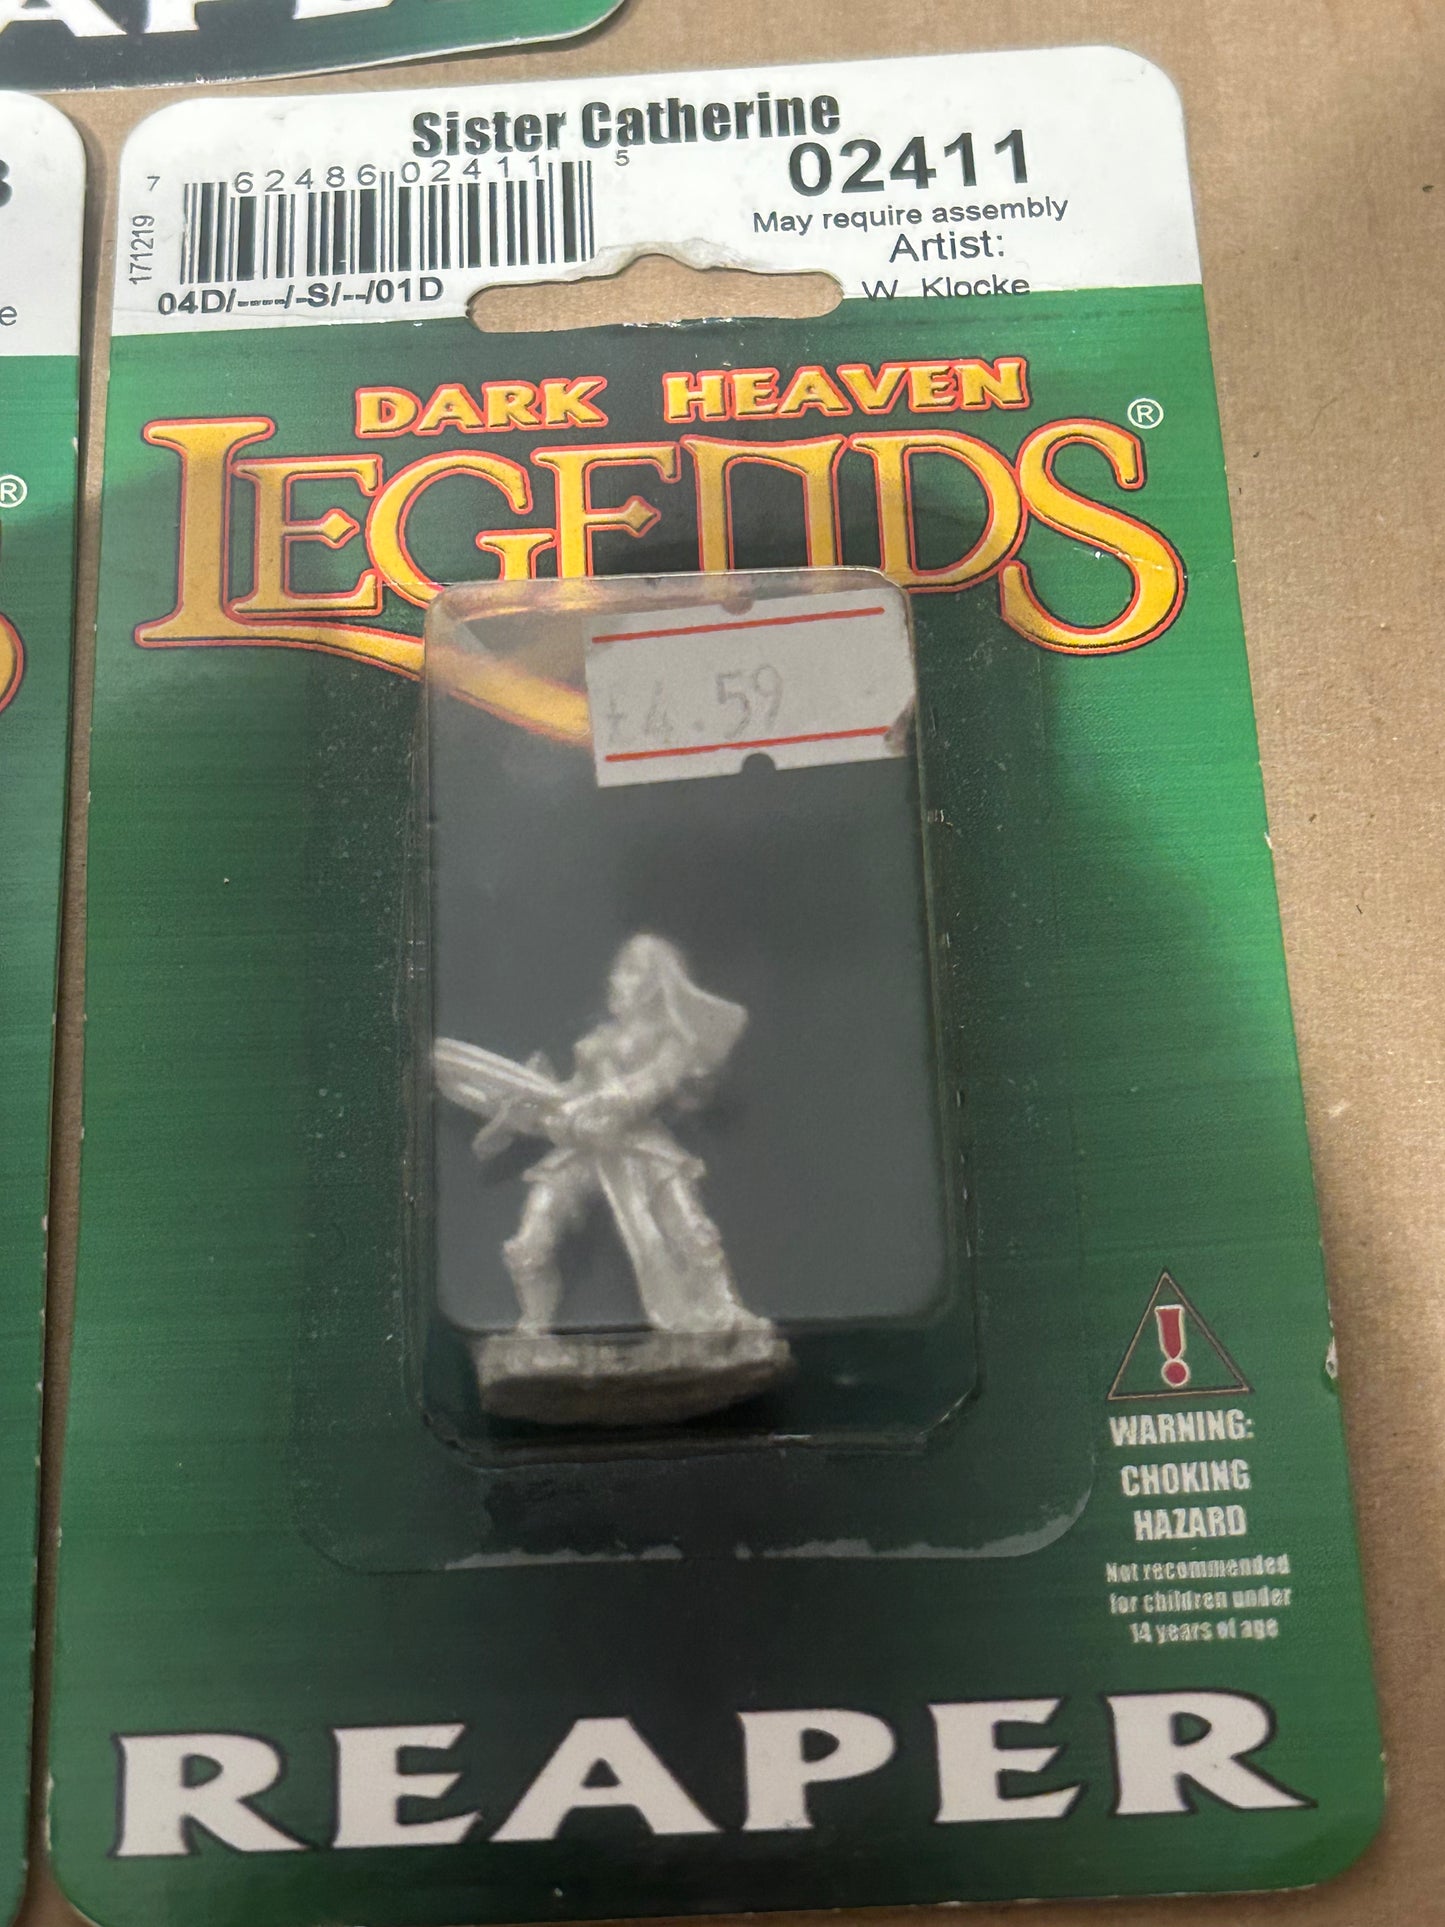 Sister Catherine
02411
7 62486 02411 5
171219
04D/----/-S/--/01D
May require assembly
Artist:
W Klocke
DARK HEAVEN
LEGENDS®
£4.59
WARNING:
CHOKING
HAZARD
Not recommended
for children under
14 years of age
REAPER
®